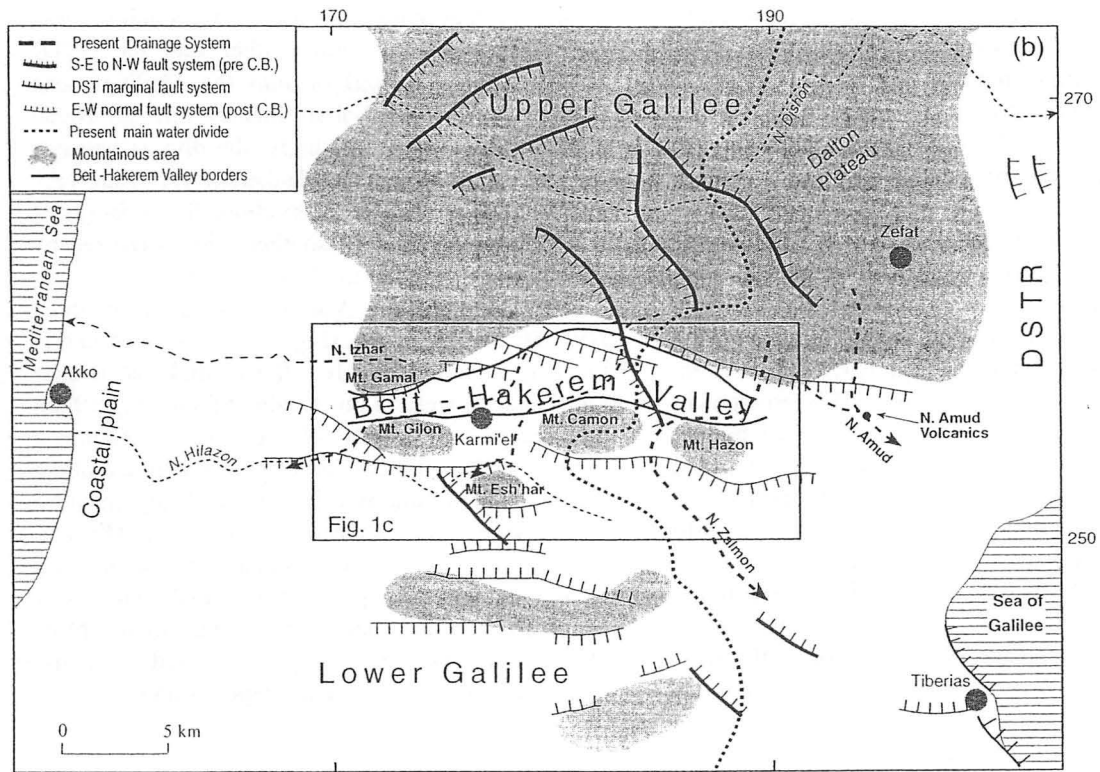 170
190
(b)
Present Drainage System
S-E to N-W fault system (pre C.B.)
DST marginal fault system
E-W normal fault system (post C.B.)
Present main water divide
Mountainous area
Beit -Hakerem Valley borders
Upper Galilee
N. Dishon
270
Dalton
Plateau
Zefat
DSTR
Mediterranean Sea
N. Izhar
Akko
Mt. Gamal
Beit - Hakerem Valley
Coastal plain
Mt. Gilon
Karmi'el
Mt. Camon
Mt. Hazon
N. Amud
N. Amud
Volcanics
N. Hilazon
Mt. Esh'har
Fig. 1c
N. Zalmon
250
Sea of
Galilee
Lower Galilee
Tiberias
0 5 km
170
190